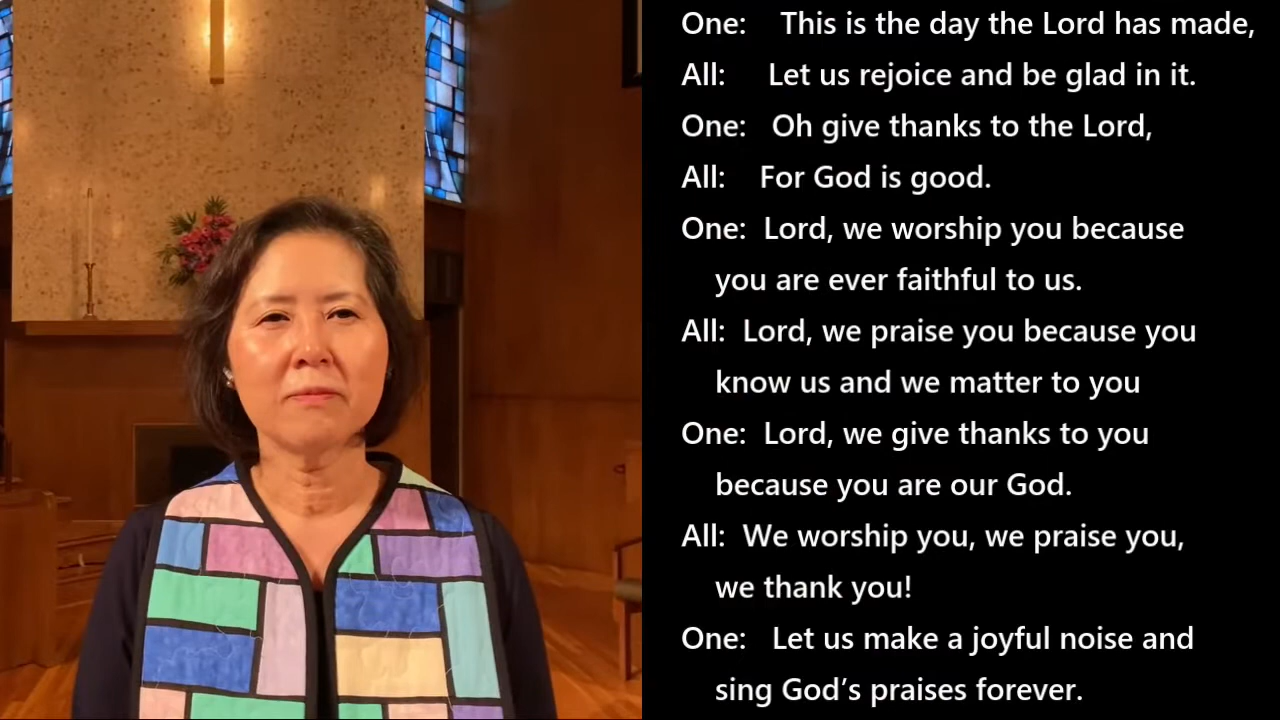 One: This is the day the Lord has made,
All: Let us rejoice and be glad in it.
One: Oh give thanks to the Lord,
All: For God is good.
One: Lord, we worship you because
you are ever faithful to us.
All: Lord, we praise you because you
know us and we matter to you
One: Lord, we give thanks to you
because you are our God.
All: We worship you, we praise you,
we thank you!
One: Let us make a joyful noise and
sing God’s praises forever.